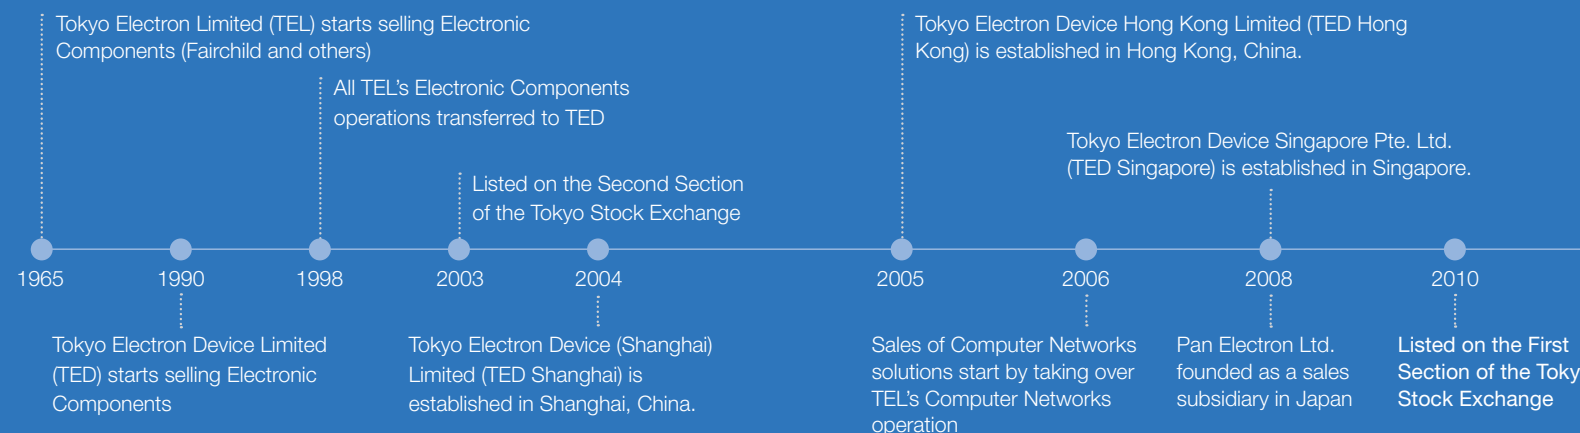 Tokyo Electron Limited (TEL) starts selling Electronic
Components (Fairchild and others)
All TEL’s Electronic Components
operations transferred to TED
Listed on the Second Section
of the Tokyo Stock Exchange
Tokyo Electron Device Hong Kong Limited (TED Hong
Kong) is established in Hong Kong, China.
Tokyo Electron Device Singapore Pte. Ltd.
(TED Singapore) is established in Singapore.
1965
1990
1998
2003
2004
2005
2006
2008
2010
Tokyo Electron Device Limited
(TED) starts selling Electronic
Components
Tokyo Electron Device (Shanghai)
Limited (TED Shanghai) is
established in Shanghai, China.
Sales of Computer Networks
solutions start by taking over
TEL’s Computer Networks
operation
Pan Electron Ltd.
founded as a sales
subsidiary in Japan
Listed on the First
Section of the Toky
Stock Exchange